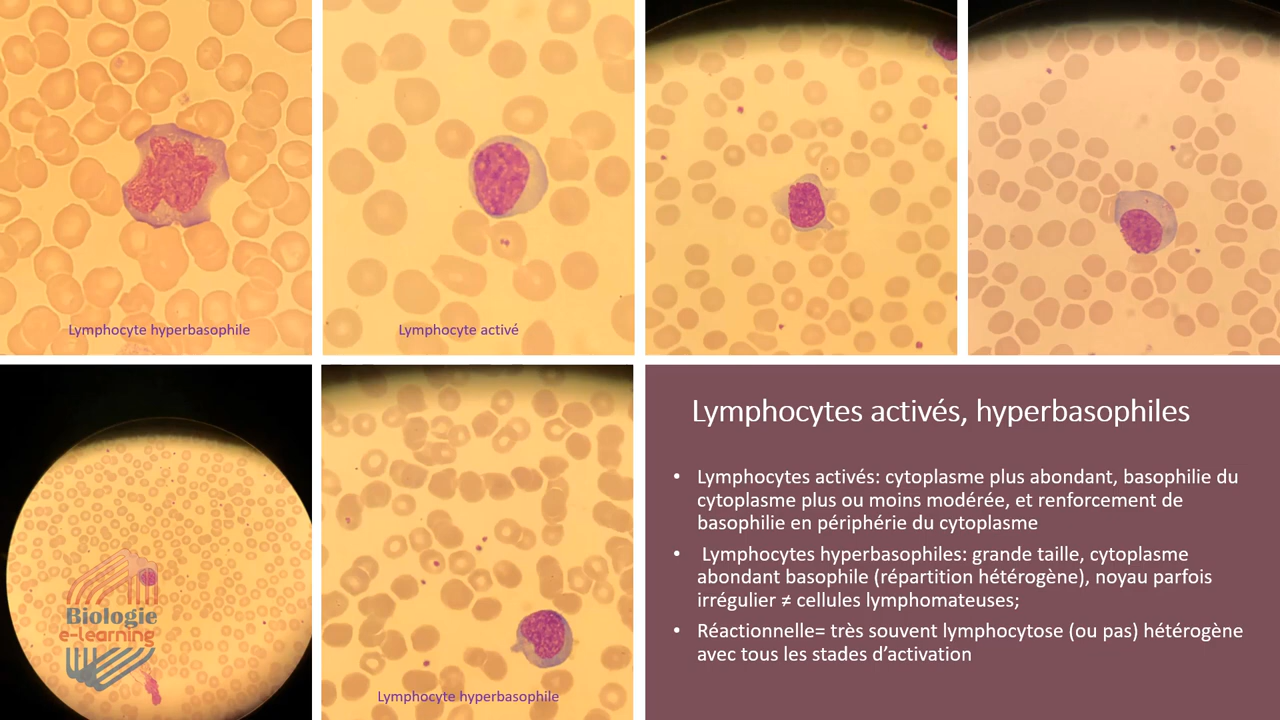 Lymphocyte hyperbasophile
Lymphocyte activé
Biologie
e-learning
Lymphocyte hyperbasophile
Lymphocytes activés, hyperbasophiles
• Lymphocytes activés: cytoplasme plus abondant, basophilie du
cytoplasme plus ou moins modérée, et renforcement de
basophilie en périphérie du cytoplasme
• Lymphocytes hyperbasophiles: grande taille, cytoplasme
abondant basophile (répartition hétérogène), noyau parfois
irrégulier ≠ cellules lymphomateuses;
• Réactionnelle= très souvent lymphocytose (ou pas) hétérogène
avec tous les stades d’activation